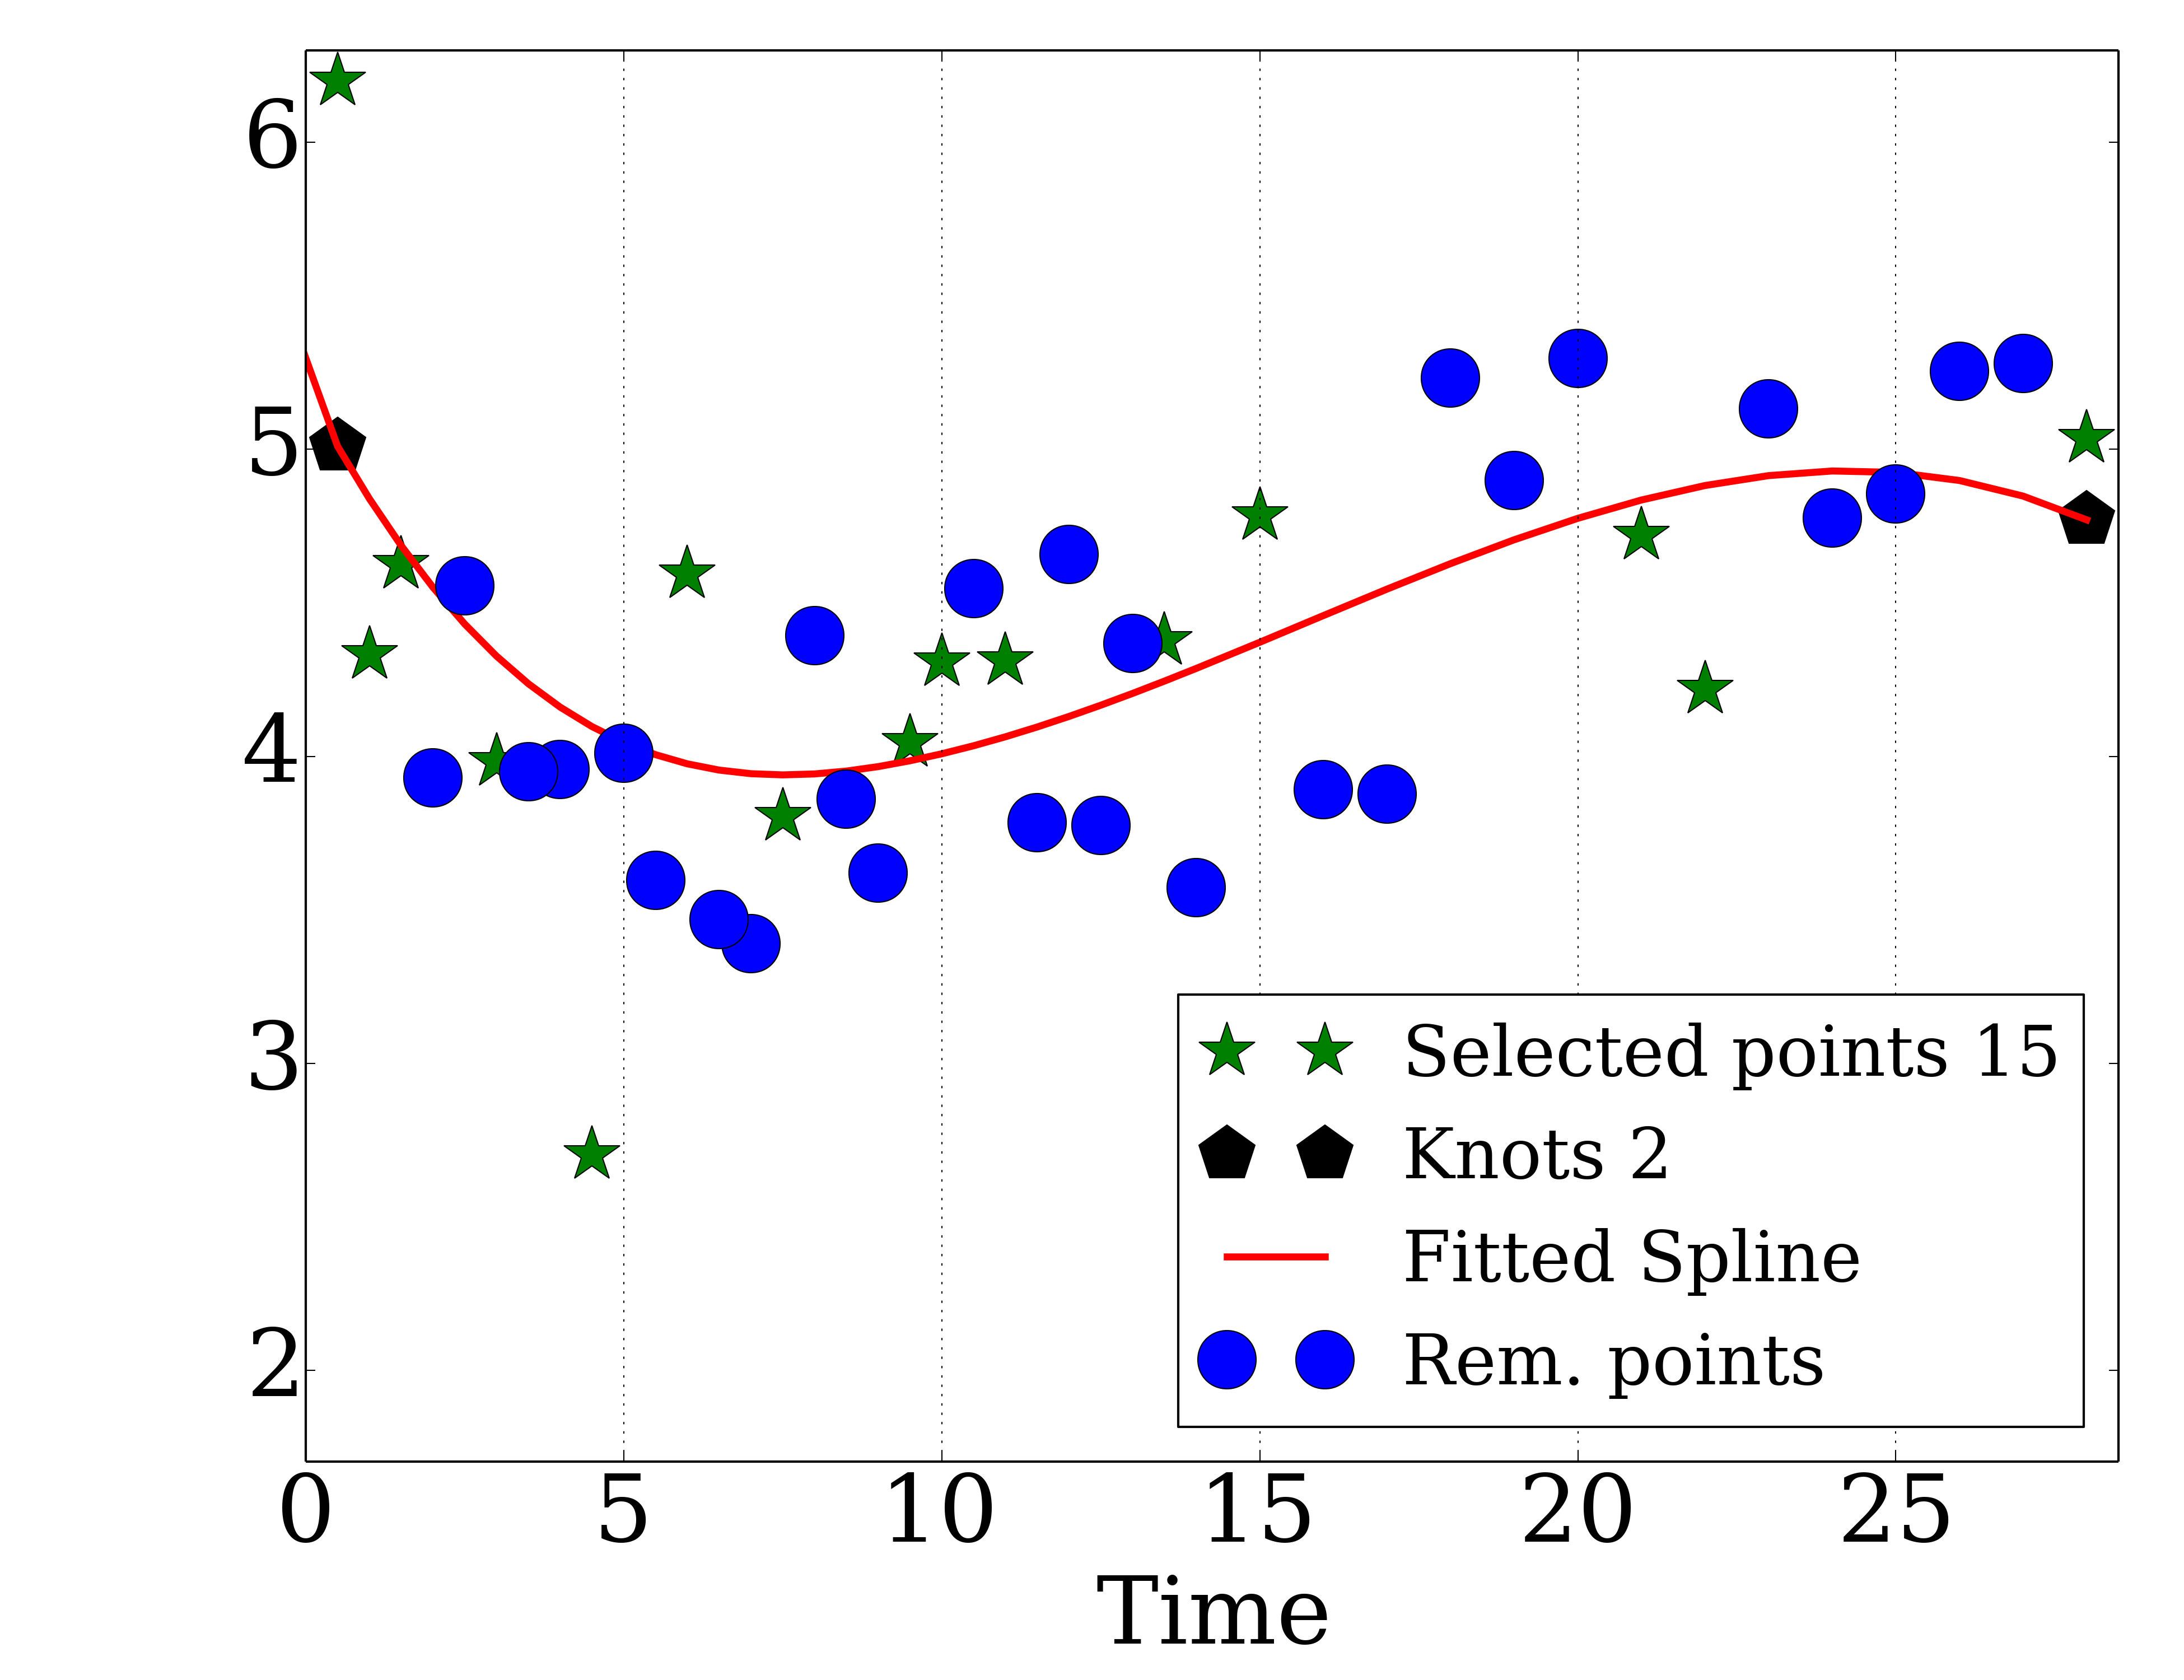 6
5
4
3
2
0 5 10 15 20 25
Time
Selected points 15
Knots 2
Fitted Spline
Rem. points